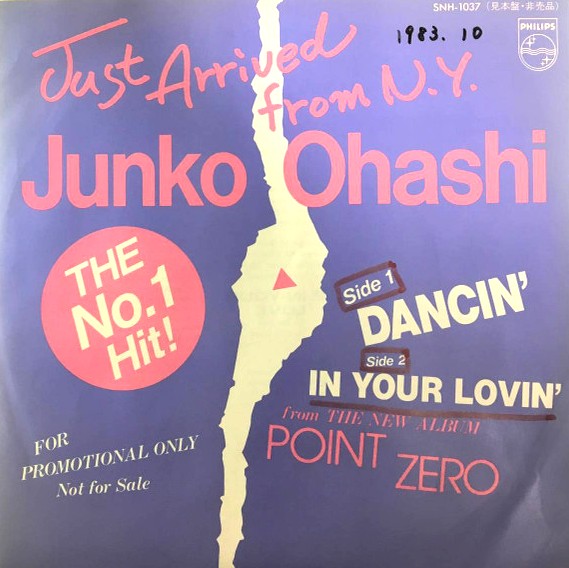 SNH-1037 (見本盤・非売品)
1983. 10
PHILIPS
Just Arrived
from N.Y.
Junko Ohashi
THE
No.1
Hit!
Side 1
DANCIN'
Side 2
IN YOUR LOVIN'
from THE NEW ALBUM
POINT
ZERO
FOR
PROMOTIONAL ONLY
Not for Sale